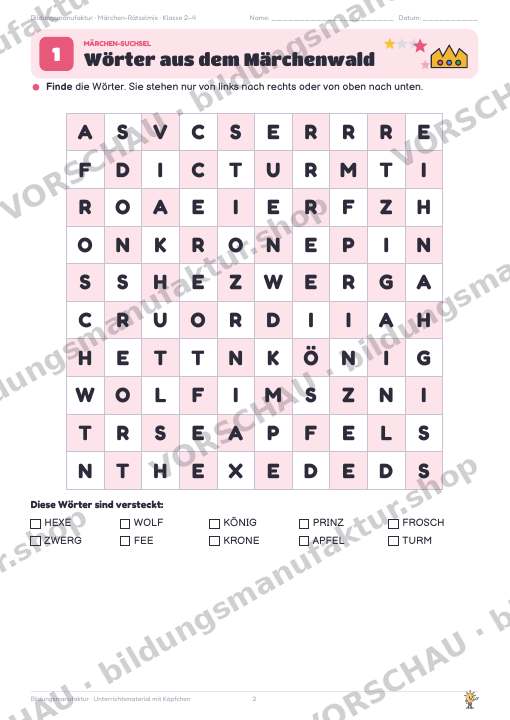 Bildungsmanufaktur · Märchen-Rätselmix · Klasse 2–4 Name: Datum:
1
MÄRCHEN-SUCHSEL
Wörter aus dem Märchenwald
Finde die Wörter. Sie stehen nur von links nach rechts oder von oben nach unten.
A S V C S E R R R E
F D I C T U R M T I
R O A E I E R F Z H
O N K R O N E P I N
S S H E Z W E R G A
C R U O R D I I A H
H E T T N K Ö N I G
W O L F I M S Z N I
T R S E A P F E L S
N T H E X E D E D S
Diese Wörter sind versteckt:
HEXE WOLF KÖNIG PRINZ FROSCH
ZWERG FEE KRONE APFEL TURM
Bildungsmanufaktur · Unterrichtsmaterial mit Köpfchen 2
VORSCHAU · bildungsmanufaktur.shop